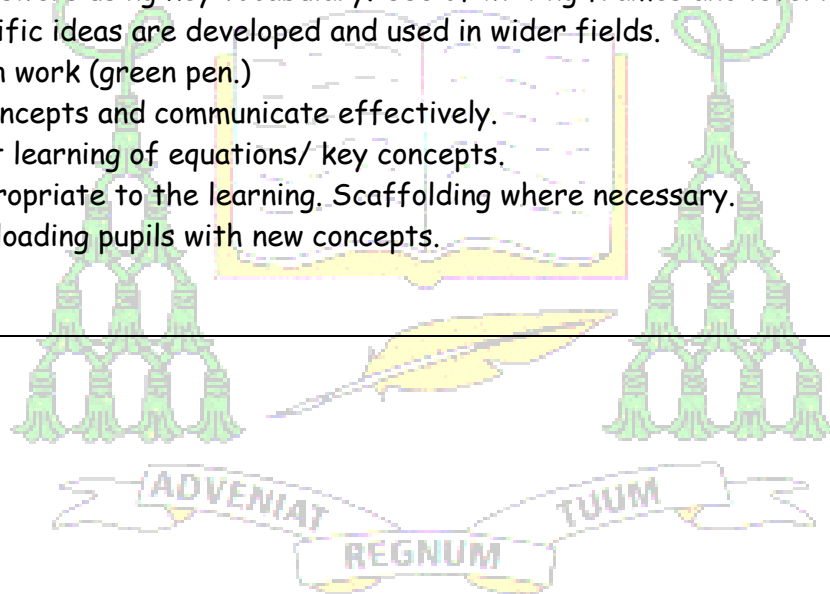 ific ideas are developed and used in wider fields.
n work (green pen.)
ncepts and communicate effectively.
t learning of equations/ key concepts.
ropriate to the learning. Scaffolding where necessary.
loading pupils with new concepts.
ADVENIAT REGNUM TUUM